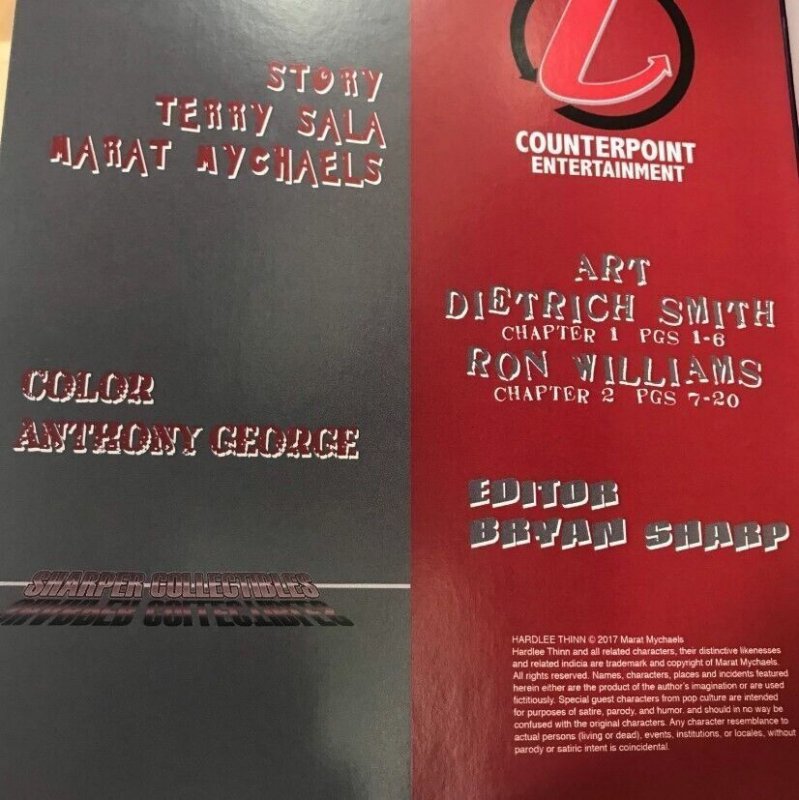 STORY
TERRY SALA
MARAT MYCHAELS
COLOR
ANTHONY GEORGE
SHARPER-COLLECTIBLES
COUNTERPOINT
ENTERTAINMENT
ART
DIETRICH SMITH
CHAPTER 1 PGS 1-6
RON WILLIAMS
CHAPTER 2 PGS 7-20
EDITOR
BRYAN SHARP
HARDLEE THINN © 2017 Marat Mychaels
Hardlee Thinn and all related characters, their distinctive likenesses
and related indicia are trademark and copyright of Marat Mychaels.
All rights reserved. Names, characters, places and incidents featured
herein either are the product of the author's imagination or are used
fictitiously. Special guest characters from pop culture are intended
for purposes of satire, parody, and humor, and should in no way be
confused with the original characters. Any character resemblance to
actual persons (living or dead), events, institutions, or locales, without
parody or satiric intent is coincidental.